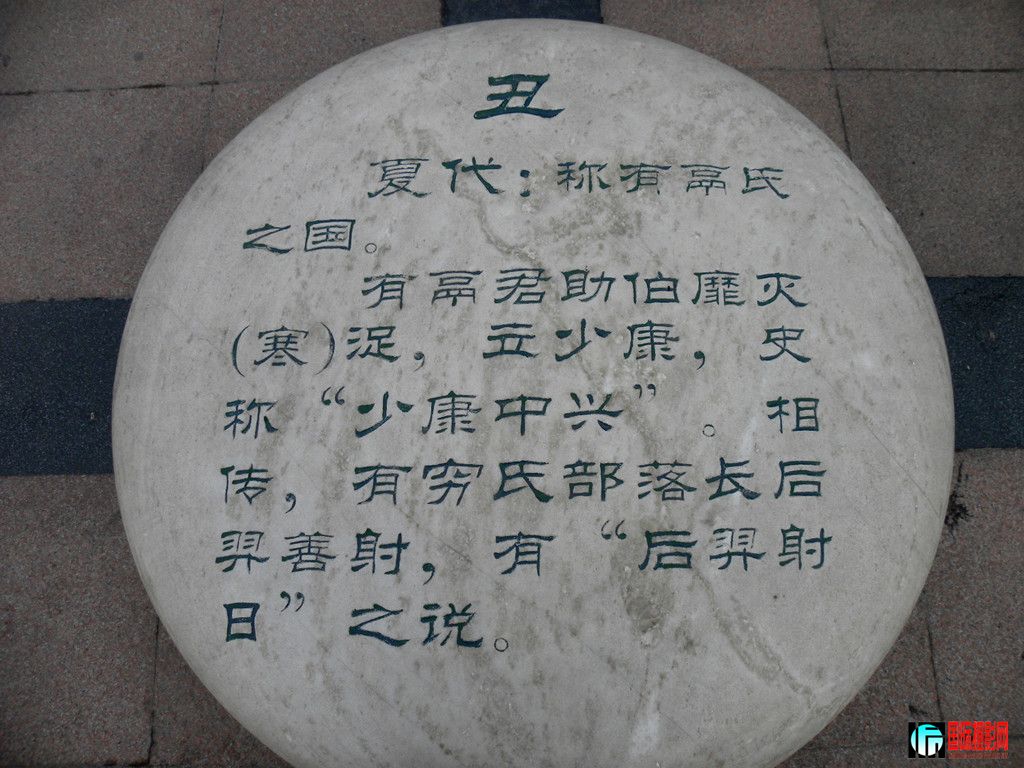 丑
夏代：称有鬲氏
之国。
有鬲君助伯靡灭
(寒)浞，立少康，史
称“少康中兴”。相
传，有穷氏部落长后
羿善射，有“后羿射
日”之说。